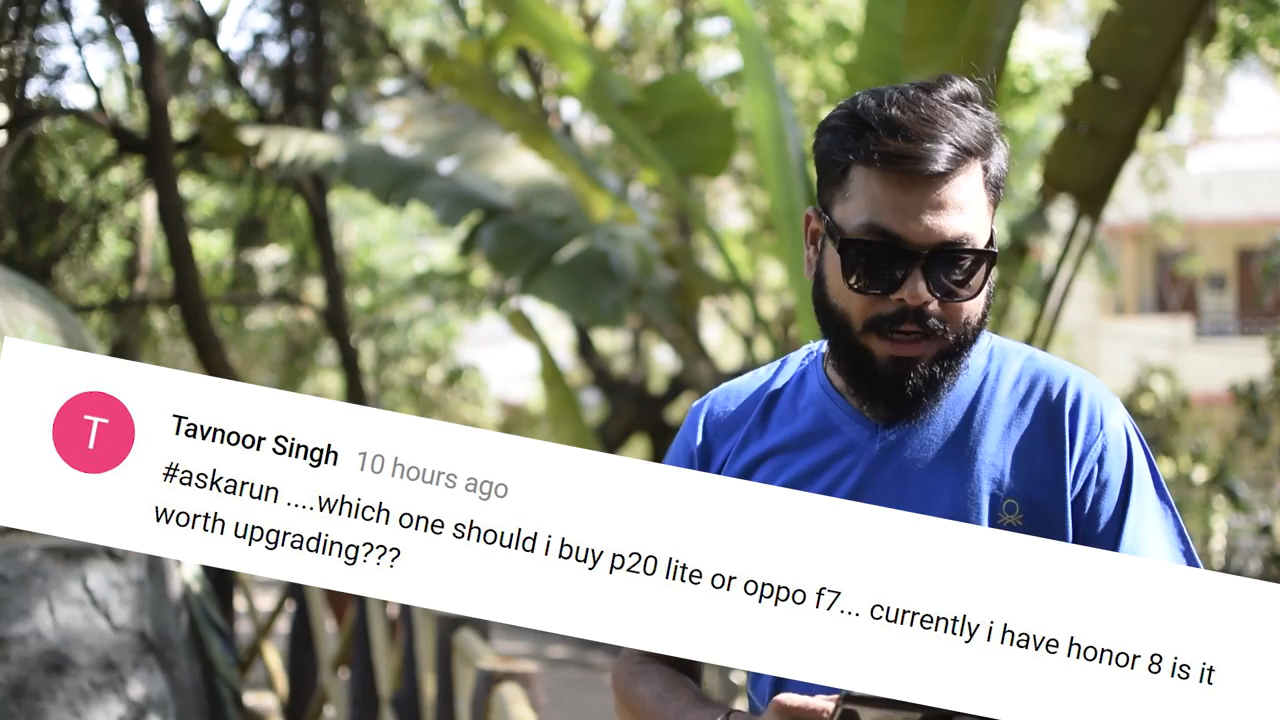 T
Tavnoor Singh 10 hours ago
#askarun ....which one should i buy p20 lite or oppo f7... currently i have honor 8 is it
worth upgrading???